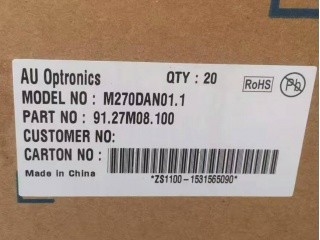 AU Optronics QTY : 20 RoHS Pb
MODEL NO : M270DAN01.1
PART NO : 91.27M08.100
CUSTOMER NO:
CARTON NO :
Made in China *ZS1100-1531565090*